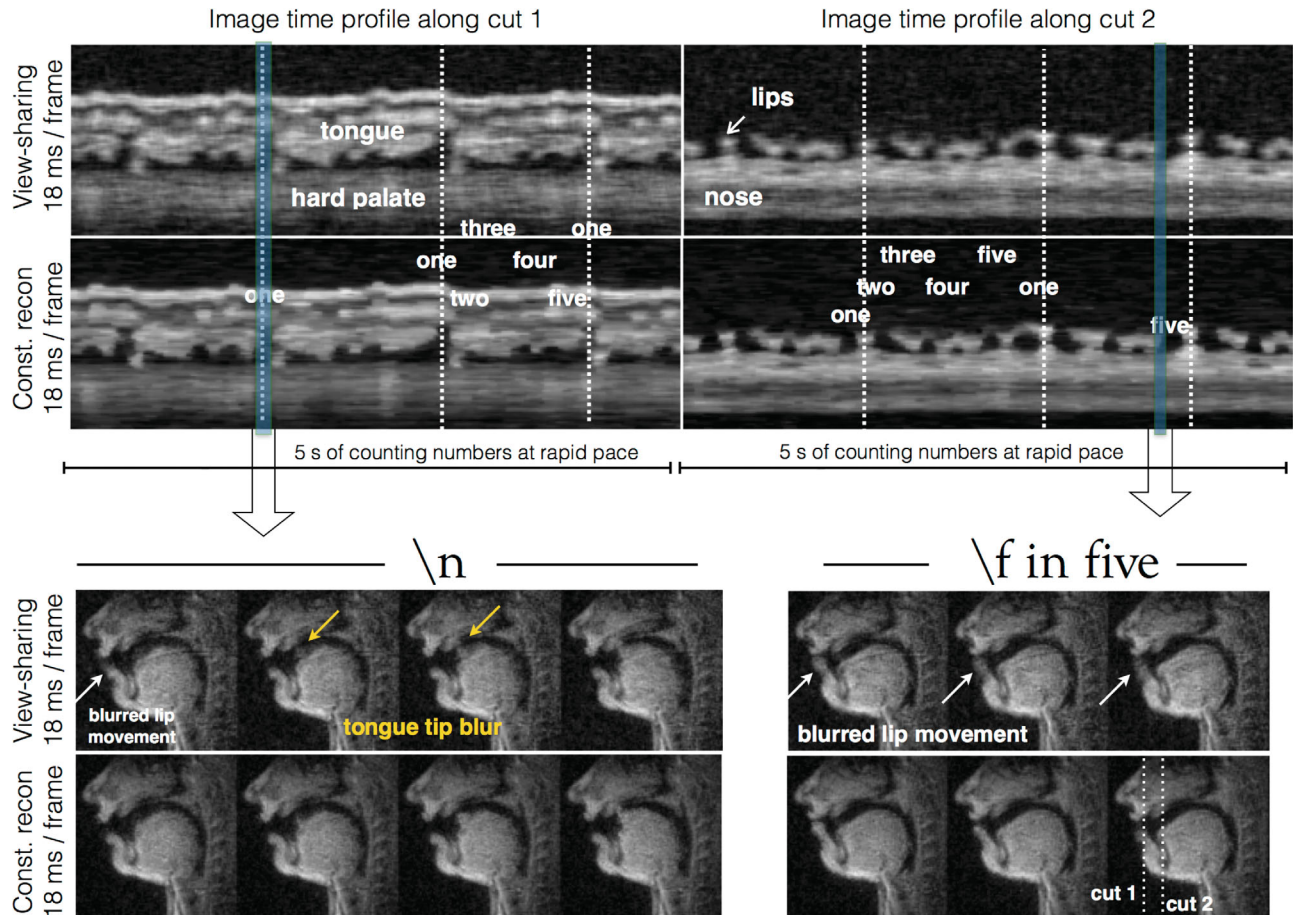 Image time profile along cut 1
Image time profile along cut 2
View-sharing
18 ms / frame
tongue
hard palate
lips
nose
Const. recon
18 ms / frame
three one
one four
one two five
three five
two four one
one
five
5 s of counting numbers at rapid pace
5 s of counting numbers at rapid pace
\n
\f in five
View-sharing
18 ms / frame
blurred lip
movement
tongue tip blur
blurred lip movement
Const. recon
18 ms / frame
cut 1
cut 2